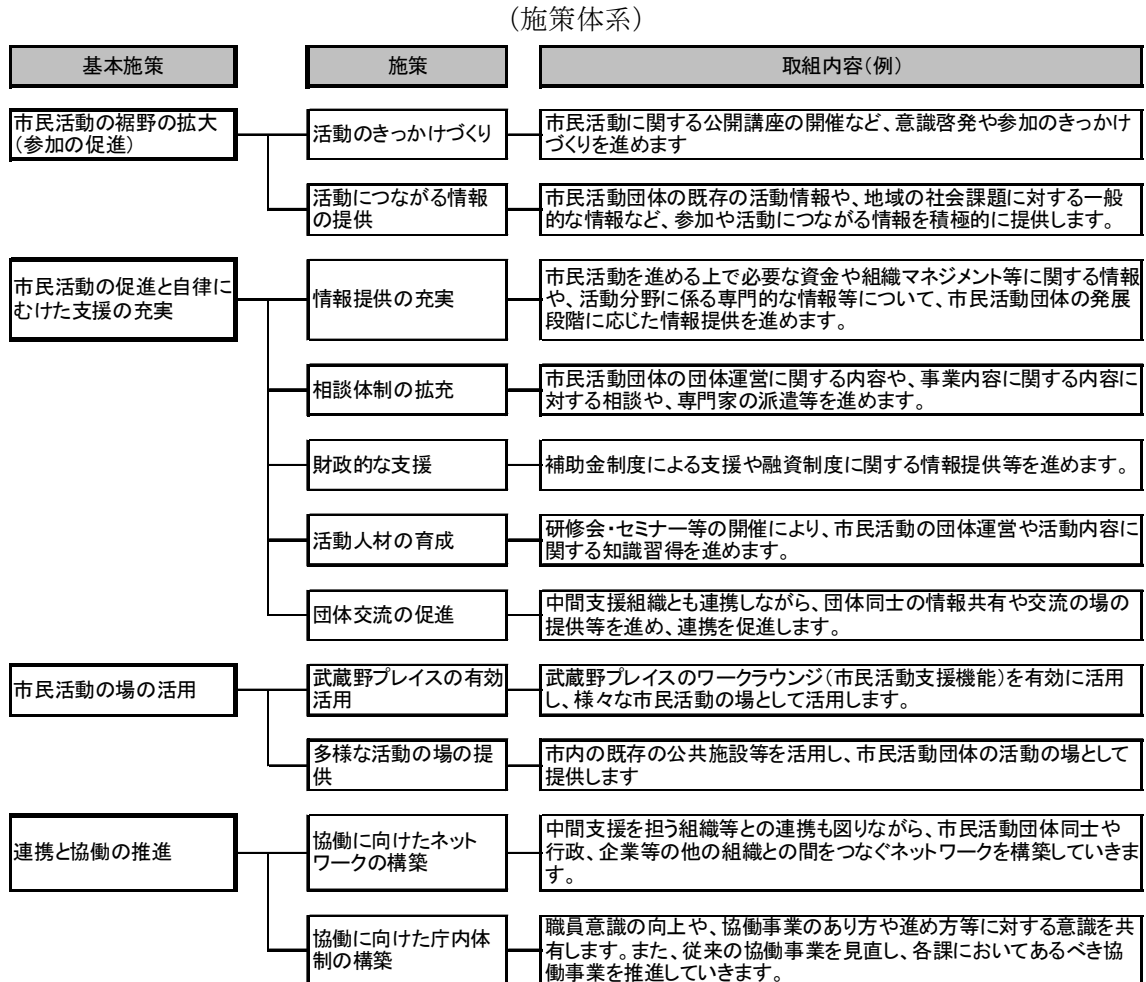 (施策体系)
基本施策
施策
取組内容(例)
市民活動の裾野の拡大
(参加の促進)
活動のきっかけづくり
市民活動に関する公開講座の開催など、意識啓発や参加のきっかけ
づくりを進めます
活動につながる情報
の提供
市民活動団体の既存の活動情報や、地域の社会課題に対する一般
的な情報など、参加や活動につながる情報を積極的に提供します。
市民活動の促進と自律に
むけた支援の充実
情報提供の充実
市民活動を進める上で必要な資金や組織マネジメント等に関する情報
や、活動分野に係る専門的な情報等について、市民活動団体の発展
段階に応じた情報提供を進めます。
相談体制の拡充
市民活動団体の団体運営に関する内容や、事業内容に関する内容に
対する相談や、専門家の派遣等を進めます。
財政的な支援
補助金制度による支援や融資制度に関する情報提供等を進めます。
活動人材の育成
研修会・セミナー等の開催により、市民活動の団体運営や活動内容に
関する知識習得を進めます。
団体交流の促進
中間支援組織とも連携しながら、団体同士の情報共有や交流の場の
提供等を進め、連携を促進します。
市民活動の場の活用
武蔵野プレイスの有効
活用
武蔵野プレイスのワークラウンジ(市民活動支援機能)を有効に活用
し、様々な市民活動の場として活用します。
多様な活動の場の提
供
市内の既存の公共施設等を活用し、市民活動団体の活動の場として
提供します
連携と協働の推進
協働に向けたネット
ワークの構築
中間支援を担う組織等との連携も図りながら、市民活動団体同士や
行政、企業等の他の組織との間をつなぐネットワークを構築していきま
す。
協働に向けた庁内体
制の構築
職員意識の向上や、協働事業のあり方や進め方等に対する意識を共
有します。また、従来の協働事業を見直し、各課においてあるべき協
働事業を推進していきます。